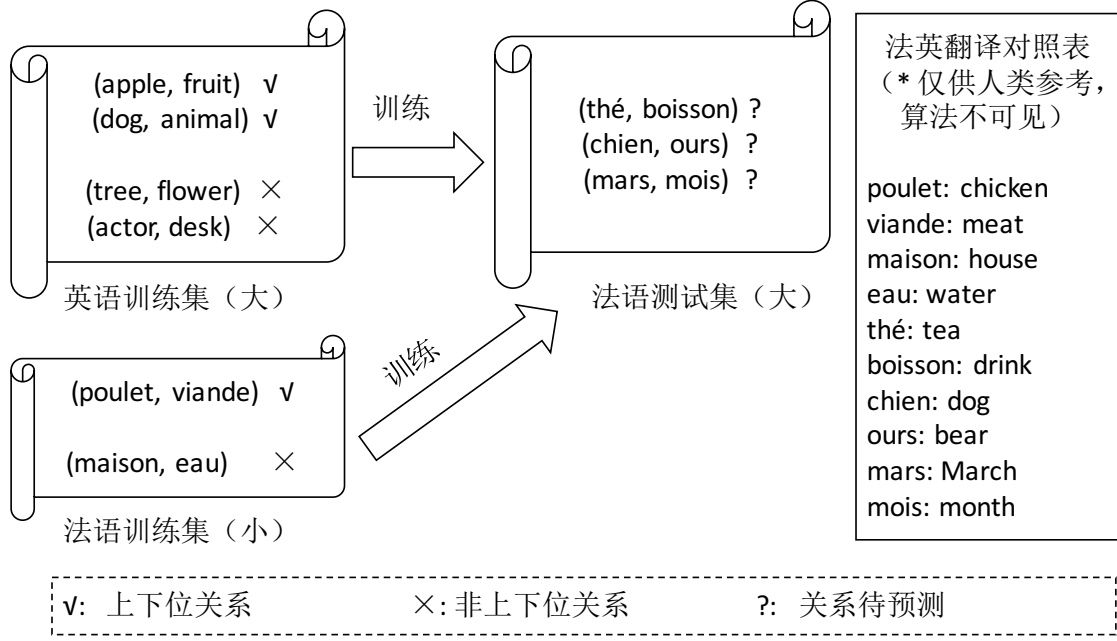 (apple, fruit) √
(dog, animal) √
(tree, flower) ×
(actor, desk) ×
英语训练集（大）
训练
(thé, boisson) ?
(chien, ours) ?
(mars, mois) ?
法语测试集（大）
(poulet, viande) √
(maison, eau) ×
法语训练集（小）
训练
法英翻译对照表
（* 仅供人类参考，
算法不可见）
poulet: chicken
viande: meat
maison: house
eau: water
thé: tea
boisson: drink
chien: dog
ours: bear
mars: March
mois: month
√: 上下位关系 ×: 非上下位关系 ?: 关系待预测